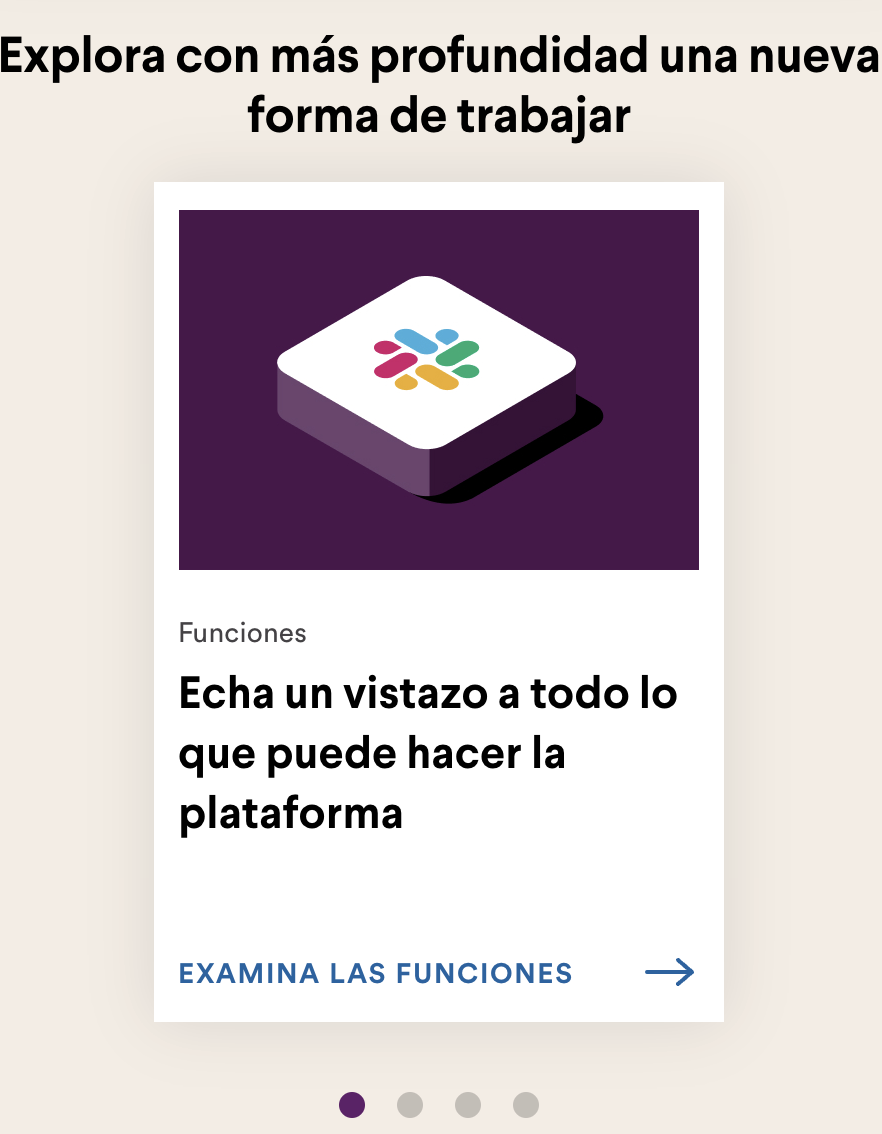 Explora con más profundidad una nueva
forma de trabajar
Funciones
Echa un vistazo a todo lo
que puede hacer la
plataforma
EXAMINA LAS FUNCIONES